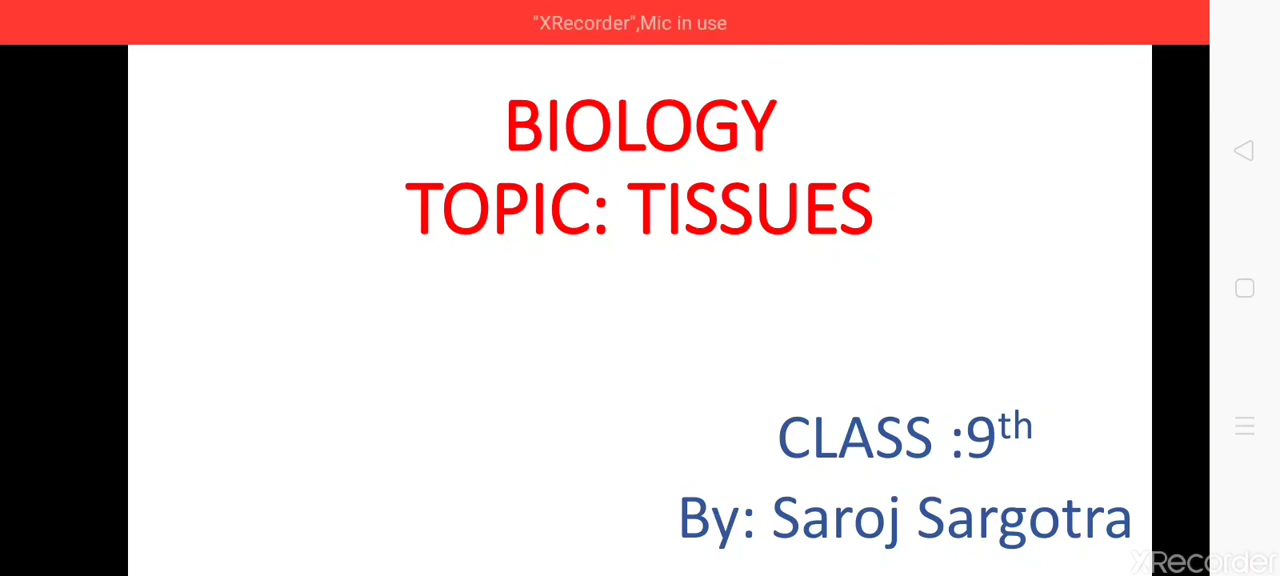 "XRecorder",Mic in use
BIOLOGY
TOPIC: TISSUES
CLASS :9th
By: Saroj Sargotra
XRecorder